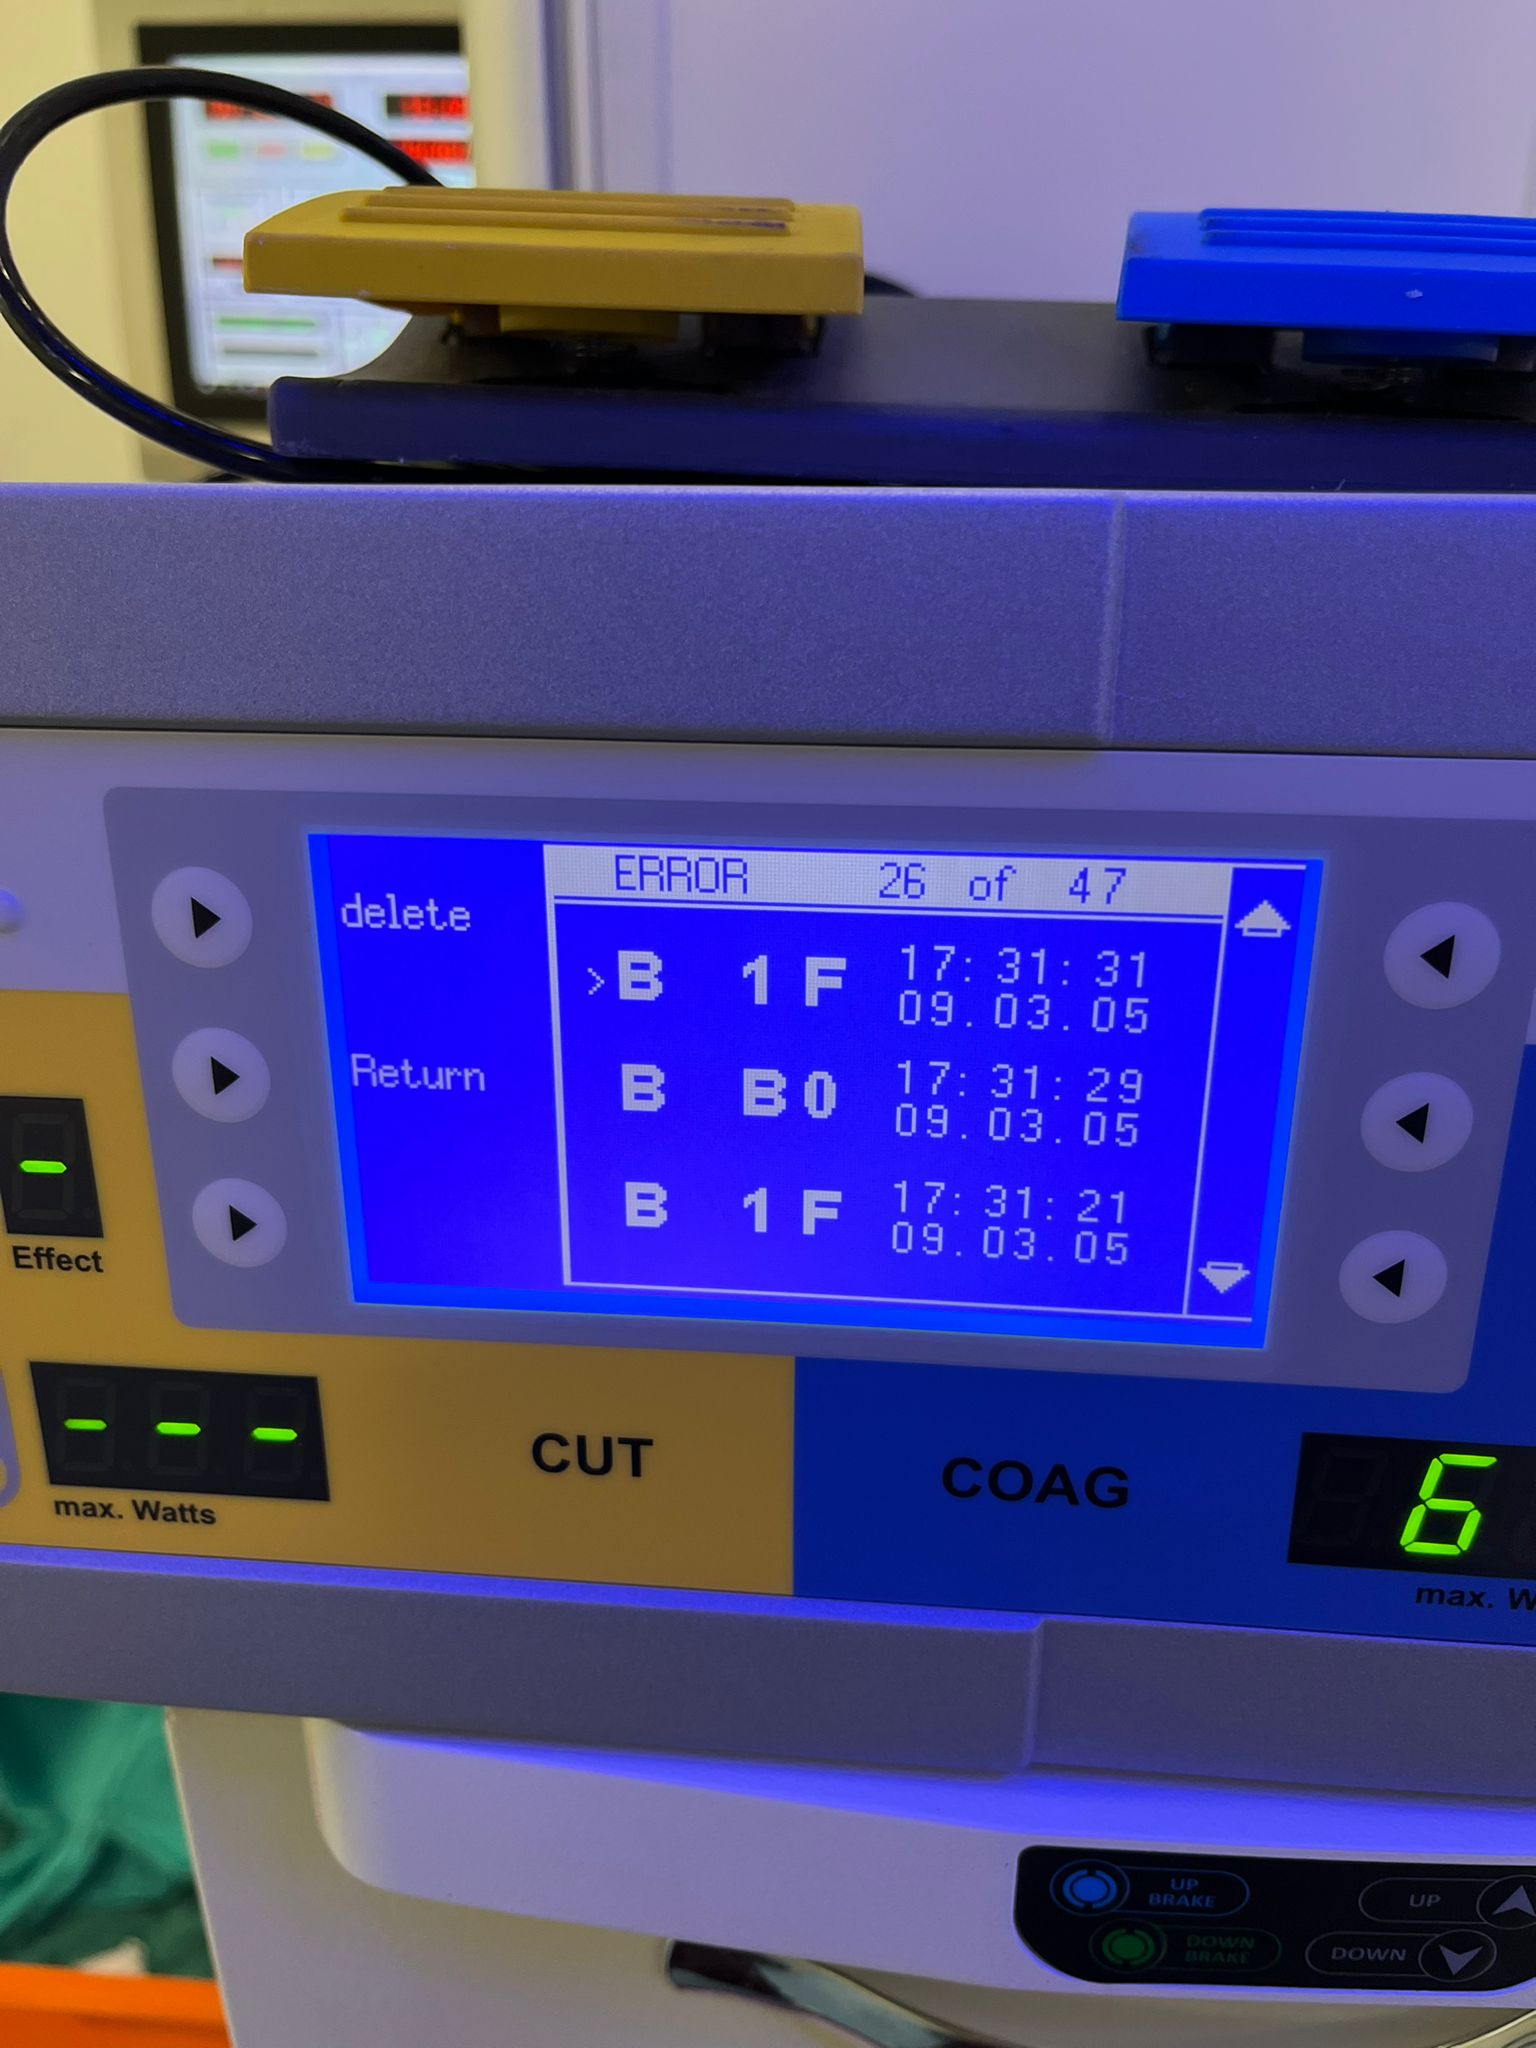 ERROR 26 of 47
delete
>B 1F 17:31:31
09.03.05
Return
B B0 17:31:29
09.03.05
B 1F 17:31:21
09.03.05
-
Effect
---
max. Watts
CUT
COAG
6
max. W
UP
BRAKE
UP
DOWN
BRAKE
DOWN